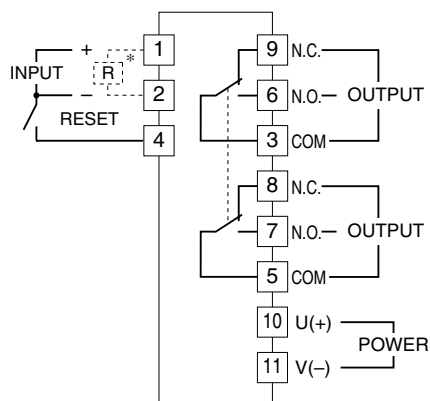 + 1
*
INPUT R
– 2
RESET
4
9 N.C.
6 N.O. OUTPUT
3 COM
8 N.C.
7 N.O. OUTPUT
5 COM
10 U(+)
POWER
11 V(–)